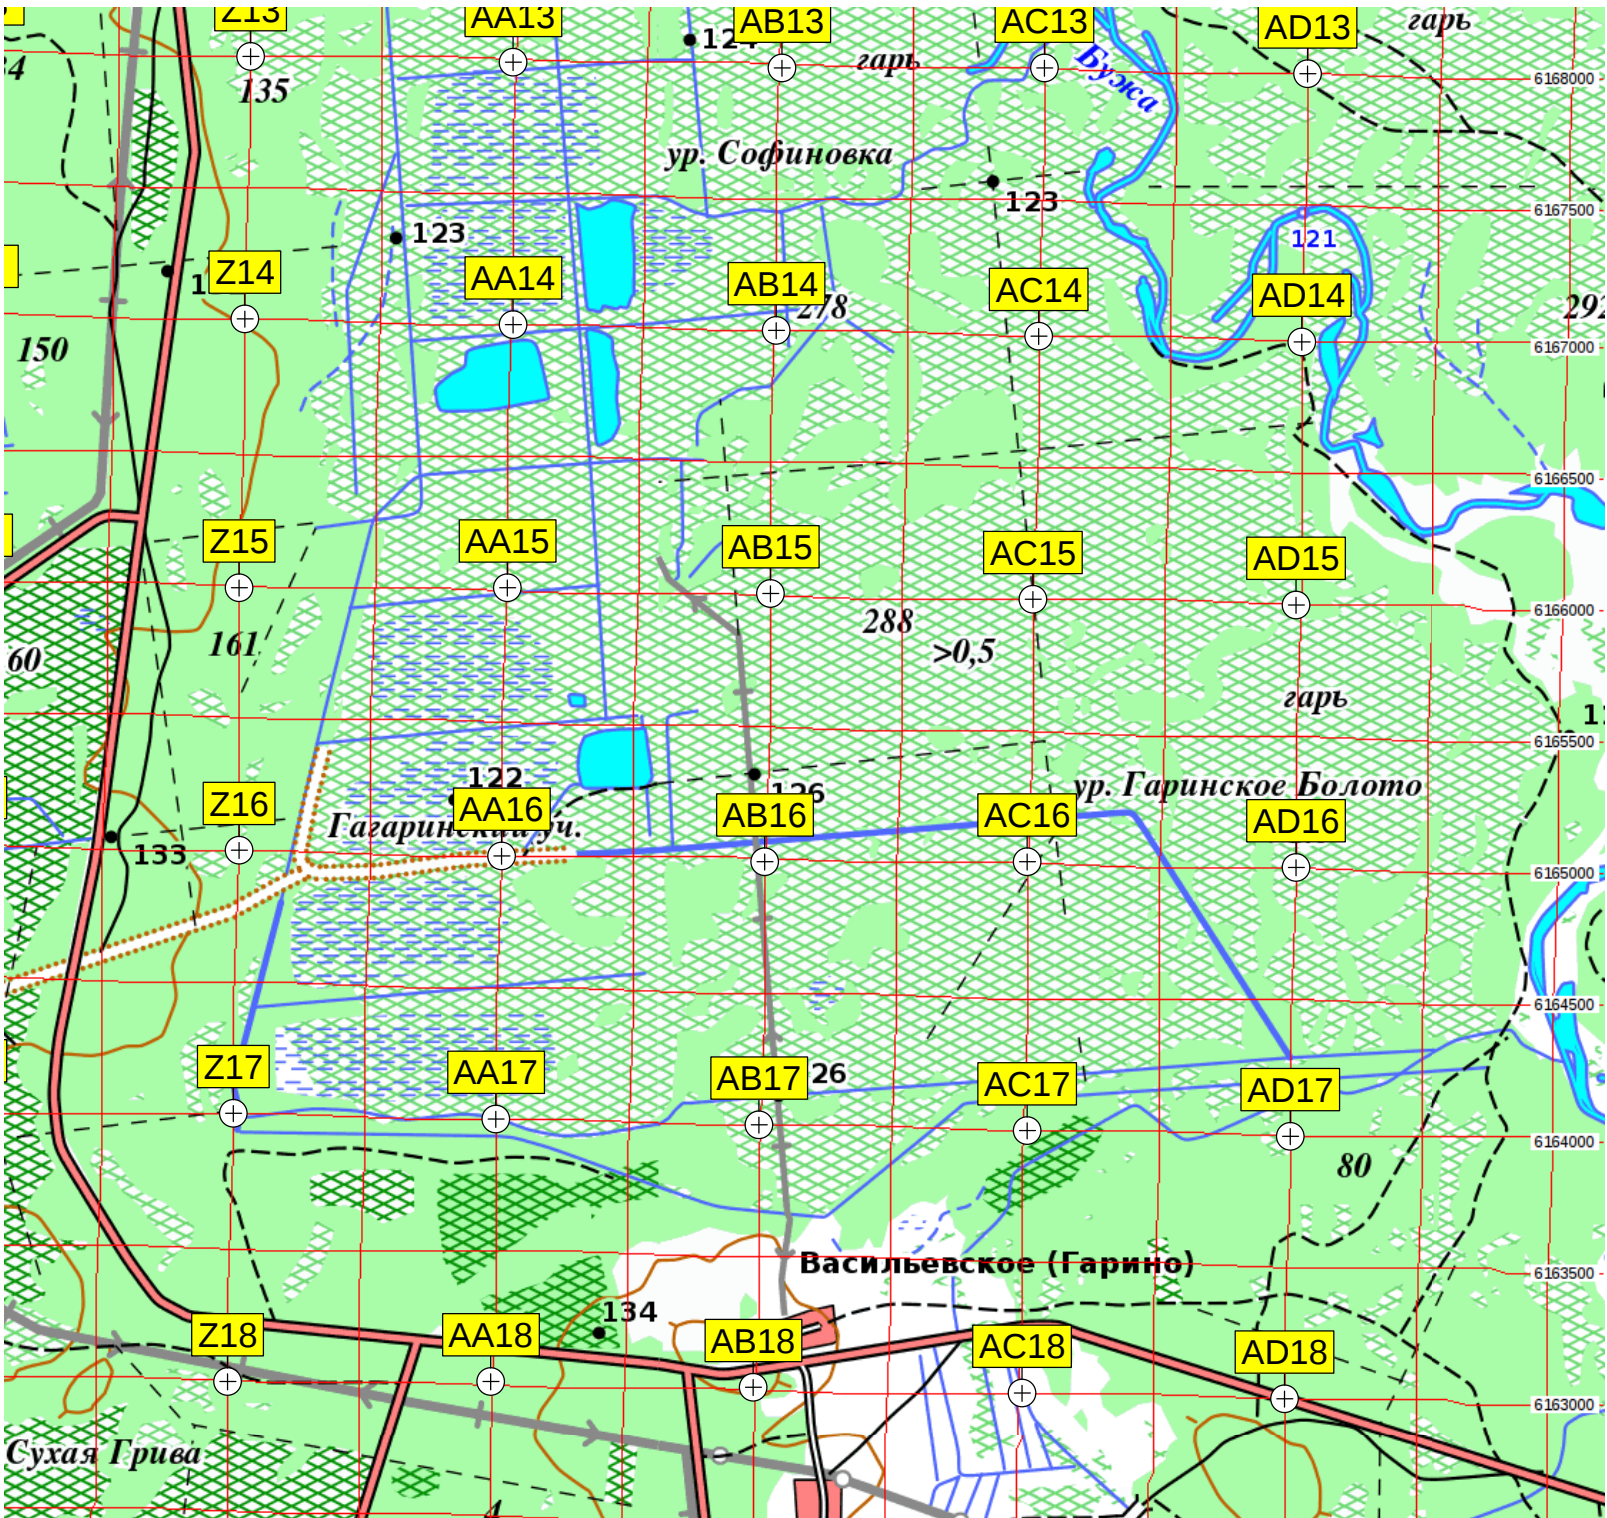 Z13 AA13 AB13 AC13 AD13 гарь
124 гарь Бужа
135 6168000
ур. Софиновка
123
123 6167500
121
Z14 AA14 AB14 AC14 AD14
278
150 6167000
6166500
Z15 AA15 AB15 AC15 AD15
288 6166000
161 >0,5
60
гарь
6165500
122 126 ур. Гаринское Болото
Z16 AA16 AB16 AC16 AD16
Гагаринский уч.
133 6165000
6164500
Z17 AA17 AB17 26 AC17 AD17
6164000
80
Васильевское (Гарино) 6163500
134
Z18 AA18 AB18 AC18 AD18
6163000
Сухая Грива